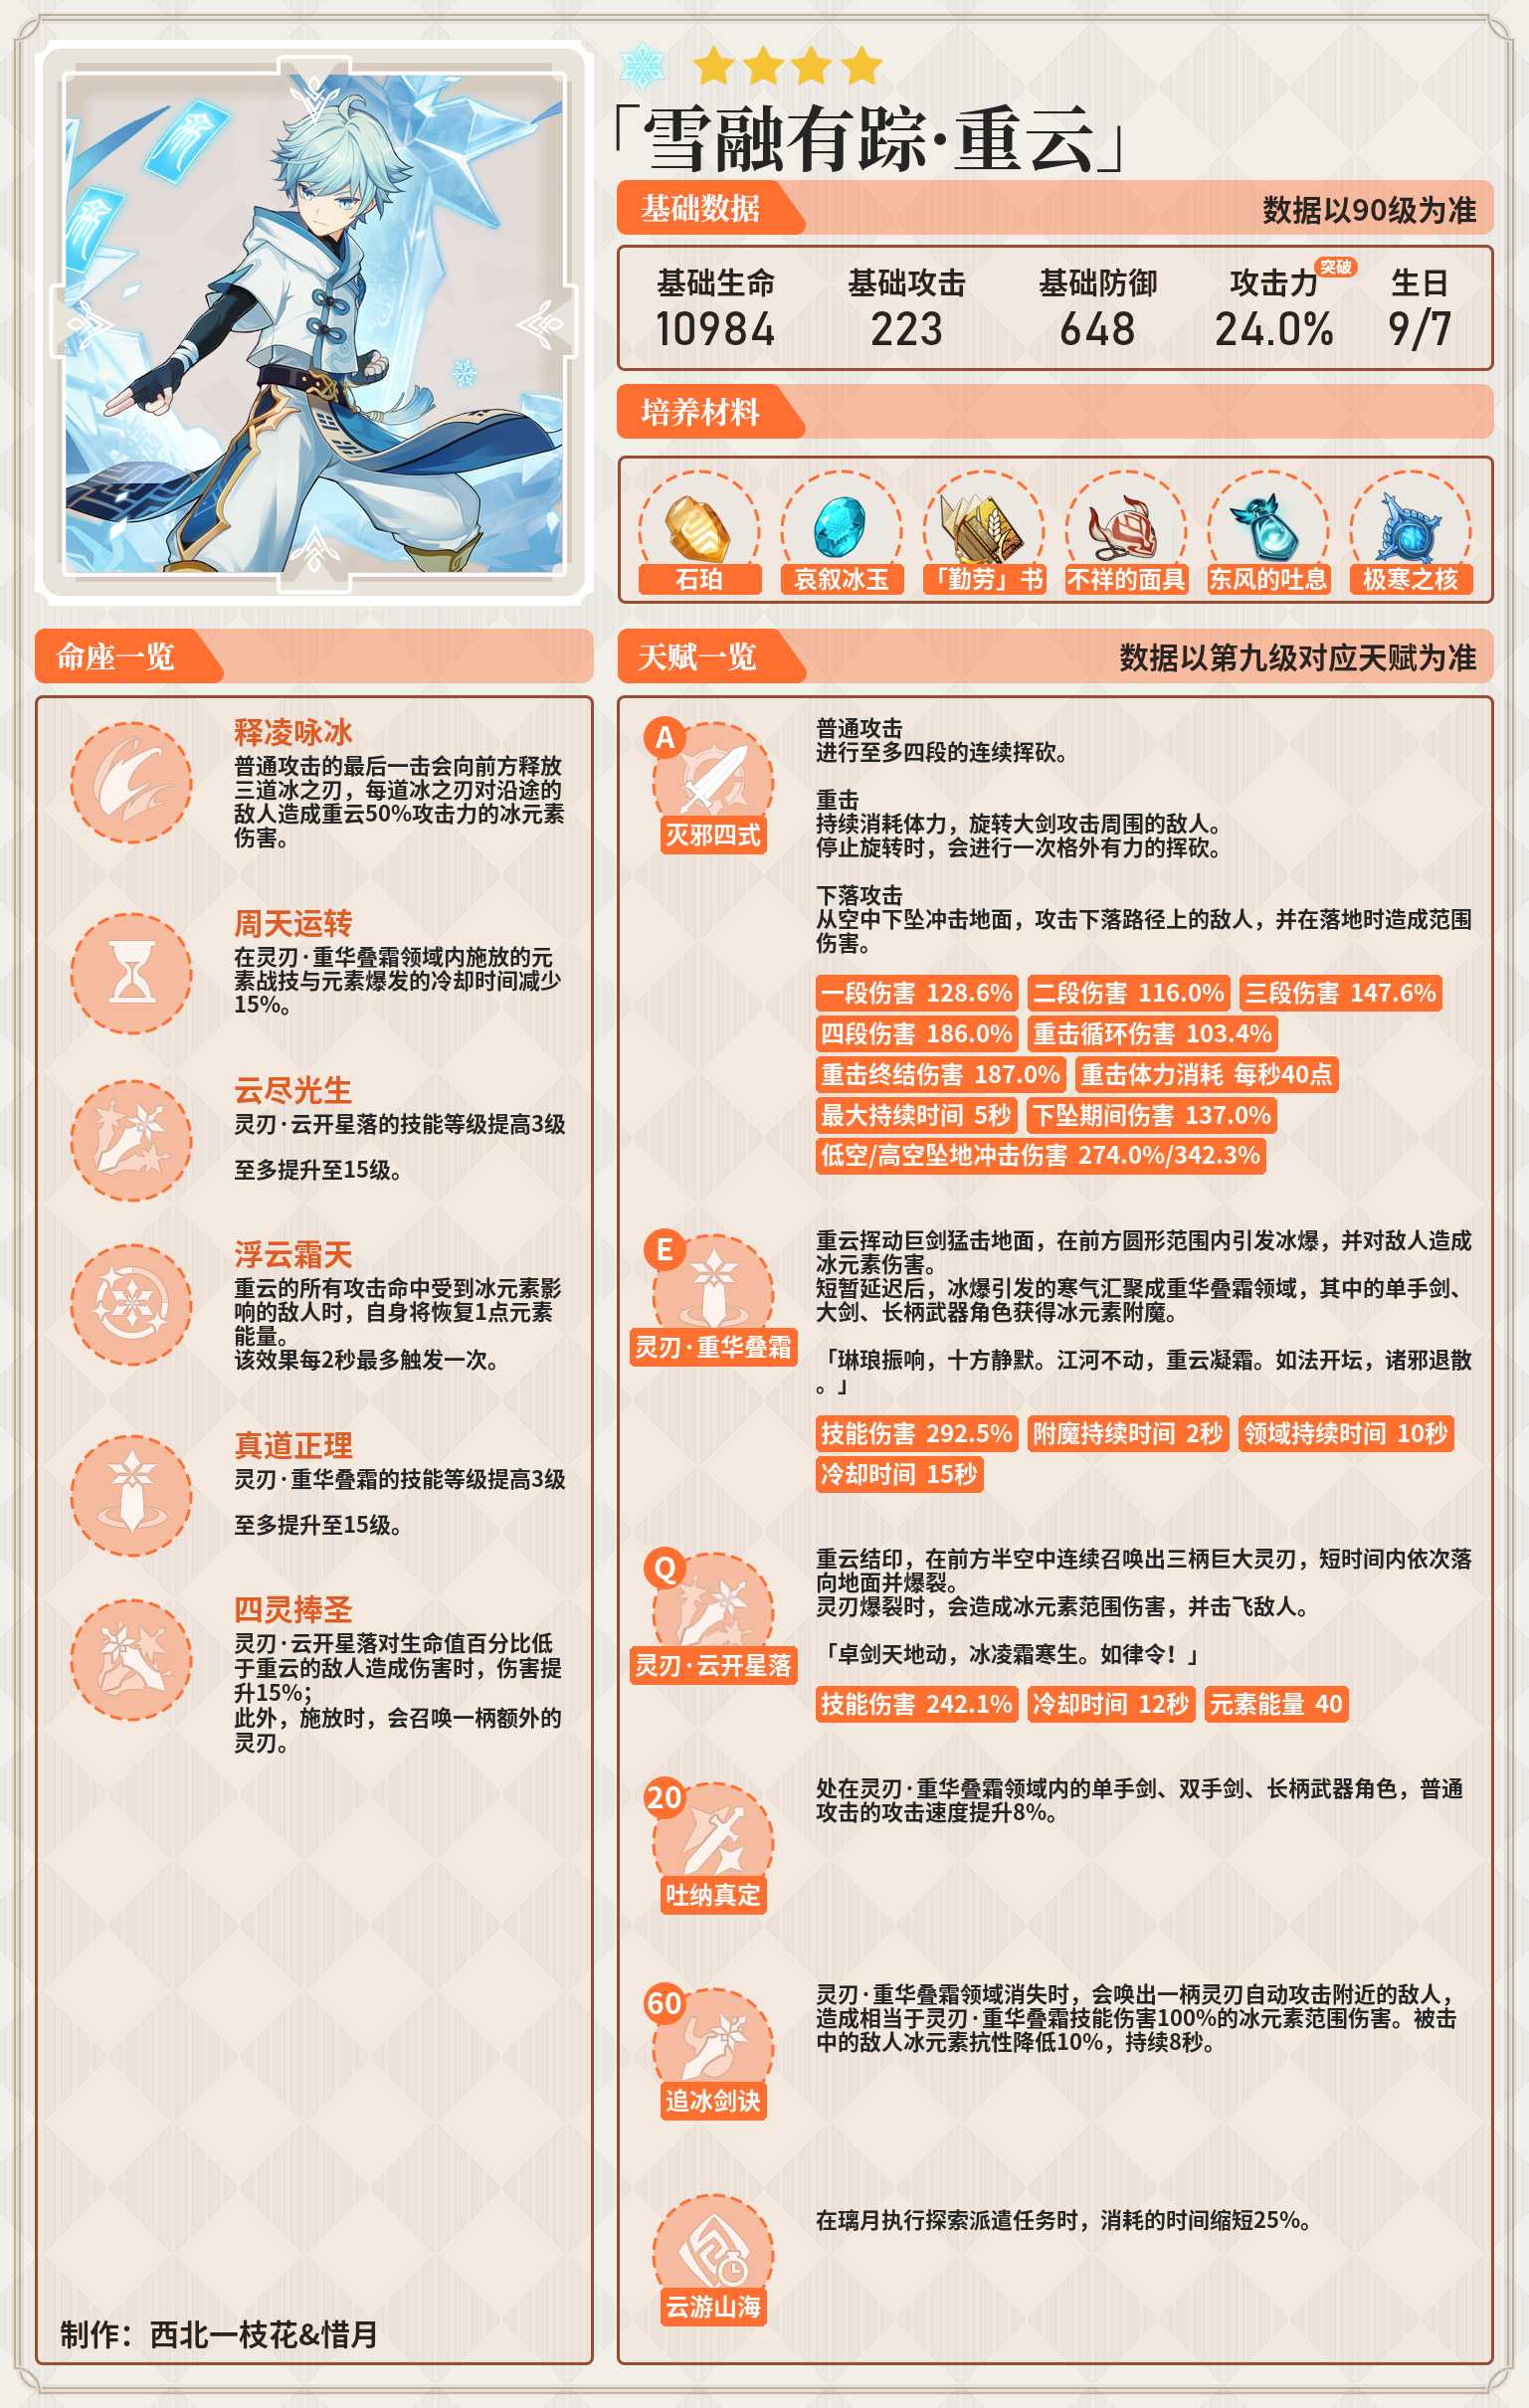 「雪融有踪·重云」
基础数据
数据以90级为准
基础生命
基础攻击
基础防御
攻击力
突破
生日
10984
223
648
24.0%
9/7
培养材料
石珀
哀叙冰玉
「勤劳」书
不祥的面具
东风的吐息
极寒之核
命座一览
释凌咏冰
普通攻击的最后一击会向前方释放
三道冰之刃，每道冰之刃对沿途的
敌人造成重云50%攻击力的冰元素
伤害。
周天运转
在灵刃·重华叠霜领域内施放的元
素战技与元素爆发的冷却时间减少
15%。
云尽光生
灵刃·云开星落的技能等级提高3级
至多提升至15级。
浮云霜天
重云的所有攻击命中受到冰元素影
响的敌人时，自身将恢复1点元素
能量。
该效果每2秒最多触发一次。
真道正理
灵刃·重华叠霜的技能等级提高3级
至多提升至15级。
四灵捧圣
灵刃·云开星落对生命值百分比低
于重云的敌人造成伤害时，伤害提
升15%；
此外，施放时，会召唤一柄额外的
灵刃。
制作：西北一枝花&惜月
天赋一览
数据以第九级对应天赋为准
A
灭邪四式
普通攻击
进行至多四段的连续挥砍。
重击
持续消耗体力，旋转大剑攻击周围的敌人。
停止旋转时，会进行一次格外有力的挥砍。
下落攻击
从空中下坠冲击地面，攻击下落路径上的敌人，并在落地时造成范围
伤害。
一段伤害 128.6%
二段伤害 116.0%
三段伤害 147.6%
四段伤害 186.0%
重击循环伤害 103.4%
重击终结伤害 187.0%
重击体力消耗 每秒40点
最大持续时间 5秒
下坠期间伤害 137.0%
低空/高空坠地冲击伤害 274.0%/342.3%
E
灵刃·重华叠霜
重云挥动巨剑猛击地面，在前方圆形范围内引发冰爆，并对敌人造成
冰元素伤害。
短暂延迟后，冰爆引发的寒气汇聚成重华叠霜领域，其中的单手剑、
大剑、长柄武器角色获得冰元素附魔。
「琳琅振响，十方静默。江河不动，重云凝霜。如法开坛，诸邪退散
。」
技能伤害 292.5%
附魔持续时间 2秒
领域持续时间 10秒
冷却时间 15秒
Q
灵刃·云开星落
重云结印，在前方半空中连续召唤出三柄巨大灵刃，短时间内依次落
向地面并爆裂。
灵刃爆裂时，会造成冰元素范围伤害，并击飞敌人。
「卓剑天地动，冰凌霜寒生。如律令！」
技能伤害 242.1%
冷却时间 12秒
元素能量 40
20
吐纳真定
处在灵刃·重华叠霜领域内的单手剑、双手剑、长柄武器角色，普通
攻击的攻击速度提升8%。
60
追冰剑诀
灵刃·重华叠霜领域消失时，会唤出一柄灵刃自动攻击附近的敌人，
造成相当于灵刃·重华叠霜技能伤害100%的冰元素范围伤害。被击
中的敌人冰元素抗性降低10%，持续8秒。
云游山海
在璃月执行探索派遣任务时，消耗的时间缩短25%。